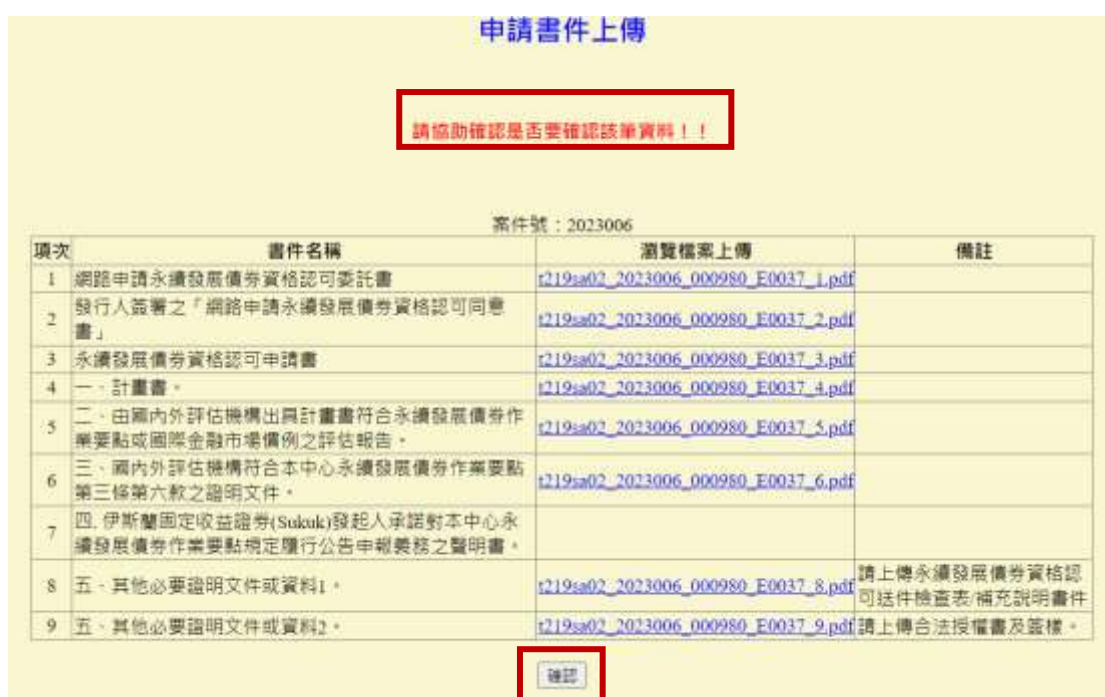 申請書件上傳
請協助確認是否要確認該筆資料！！
案件號：2023006
項次 書件名稱 瀏覽檔案上傳 備註
1 網路申請永續發展債券資格認可委託書 t219sa02_2023006_000980_E0037_1.pdf
2 發行人簽署之「網路申請永續發展債券資格認可同意
書」 t219sa02_2023006_000980_E0037_2.pdf
3 永續發展債券資格認可申請書 t219sa02_2023006_000980_E0037_3.pdf
4 一、計畫書。 t219sa02_2023006_000980_E0037_4.pdf
5 二、由國內外評估機構出具計畫書符合永續發展債券作
業要點或國際金融市場慣例之評估報告。 t219sa02_2023006_000980_E0037_5.pdf
6 三、國內外評估機構符合本中心永續發展債券作業要點
第三條第六款之證明文件。 t219sa02_2023006_000980_E0037_6.pdf
7 四. 伊斯蘭固定收益證券(Sukuk)發起人承諾對本中心永
續發展債券作業要點規定履行公告申報義務之聲明書。
8 五、其他必要證明文件或資料1。 t219sa02_2023006_000980_E0037_8.pdf 請上傳永續發展債券資格認
可送件檢查表/補充說明書件
9 五、其他必要證明文件或資料2。 t219sa02_2023006_000980_E0037_9.pdf 請上傳合法授權書及簽樣。
確認